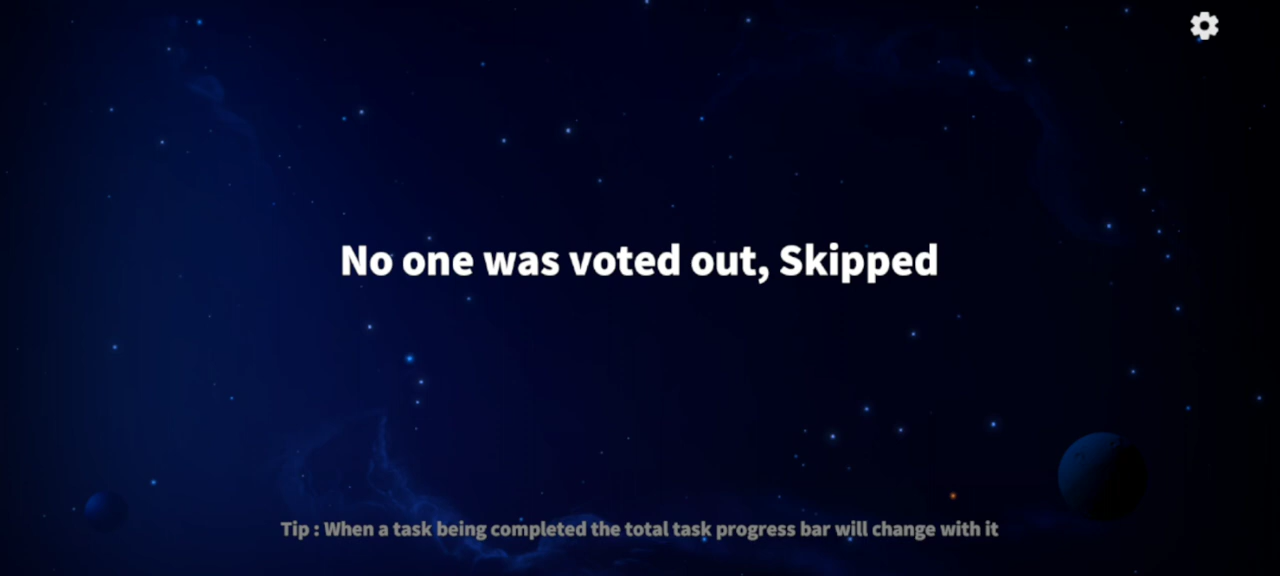 No one was voted out, Skipped
Tip : When a task being completed the total task progress bar will change with it